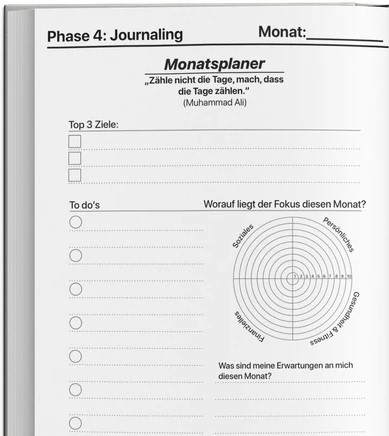 Phase 4: Journaling
Monat:________
Monatsplaner
„Zähle nicht die Tage, mach, dass
die Tage zählen.“
(Muhammad Ali)
Top 3 Ziele:
To do's
Worauf liegt der Fokus diesen Monat?
Soziales
Persönliches
1 2 3 4 5 6 7 8 9 10
Finanzielles
Gesundheit & Fitness
Was sind meine Erwartungen an mich
diesen Monat?